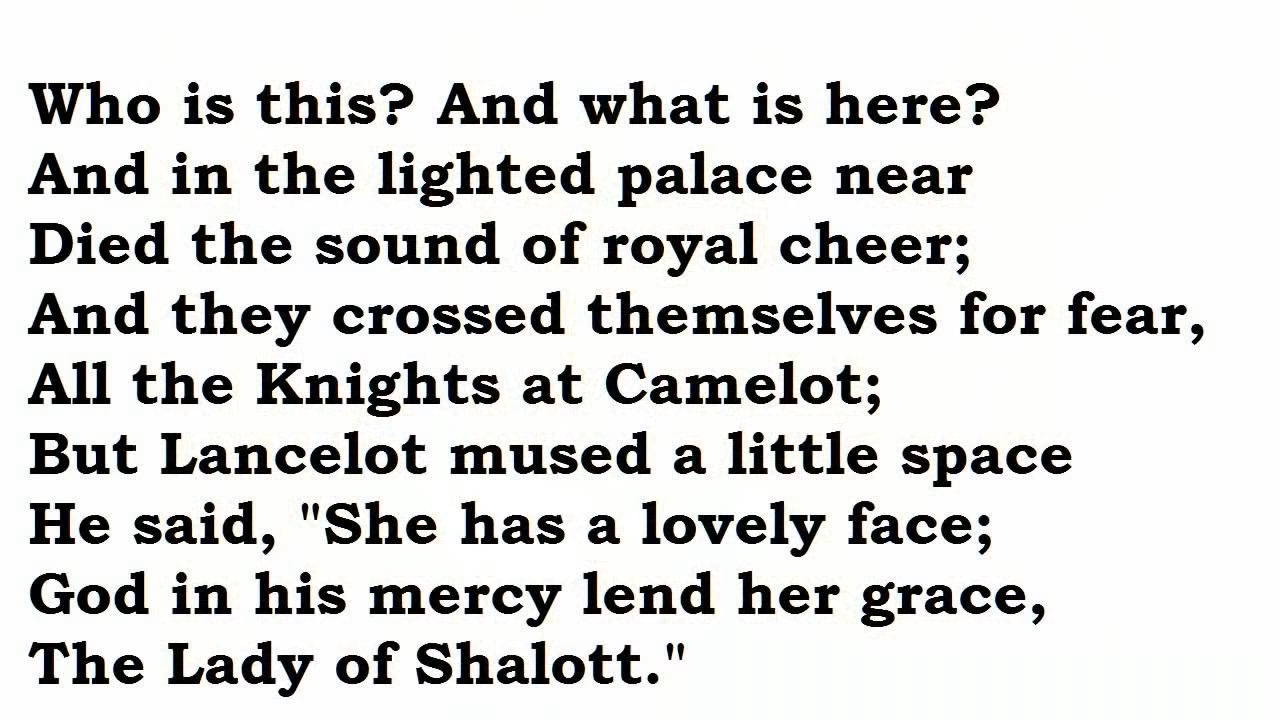 Who is this? And what is here?
And in the lighted palace near
Died the sound of royal cheer;
And they crossed themselves for fear,
All the Knights at Camelot;
But Lancelot mused a little space
He said, "She has a lovely face;
God in his mercy lend her grace,
The Lady of Shalott."